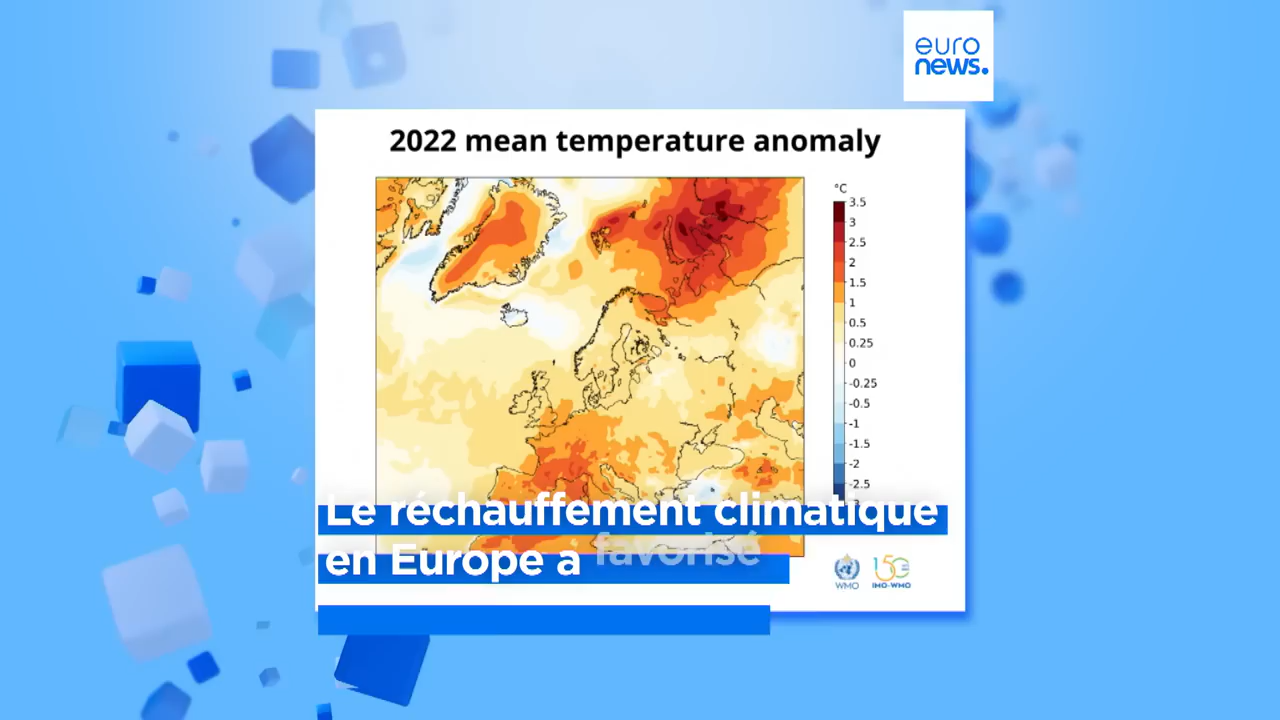 euro
news.
2022 mean temperature anomaly
°C
3.5
3
2.5
2
1.5
1
0.5
0.25
0
-0.25
-0.5
-1
-1.5
-2
-2.5
Le réchauffement climatique
en Europe a favorisé
WMO
150
IMO-WMO